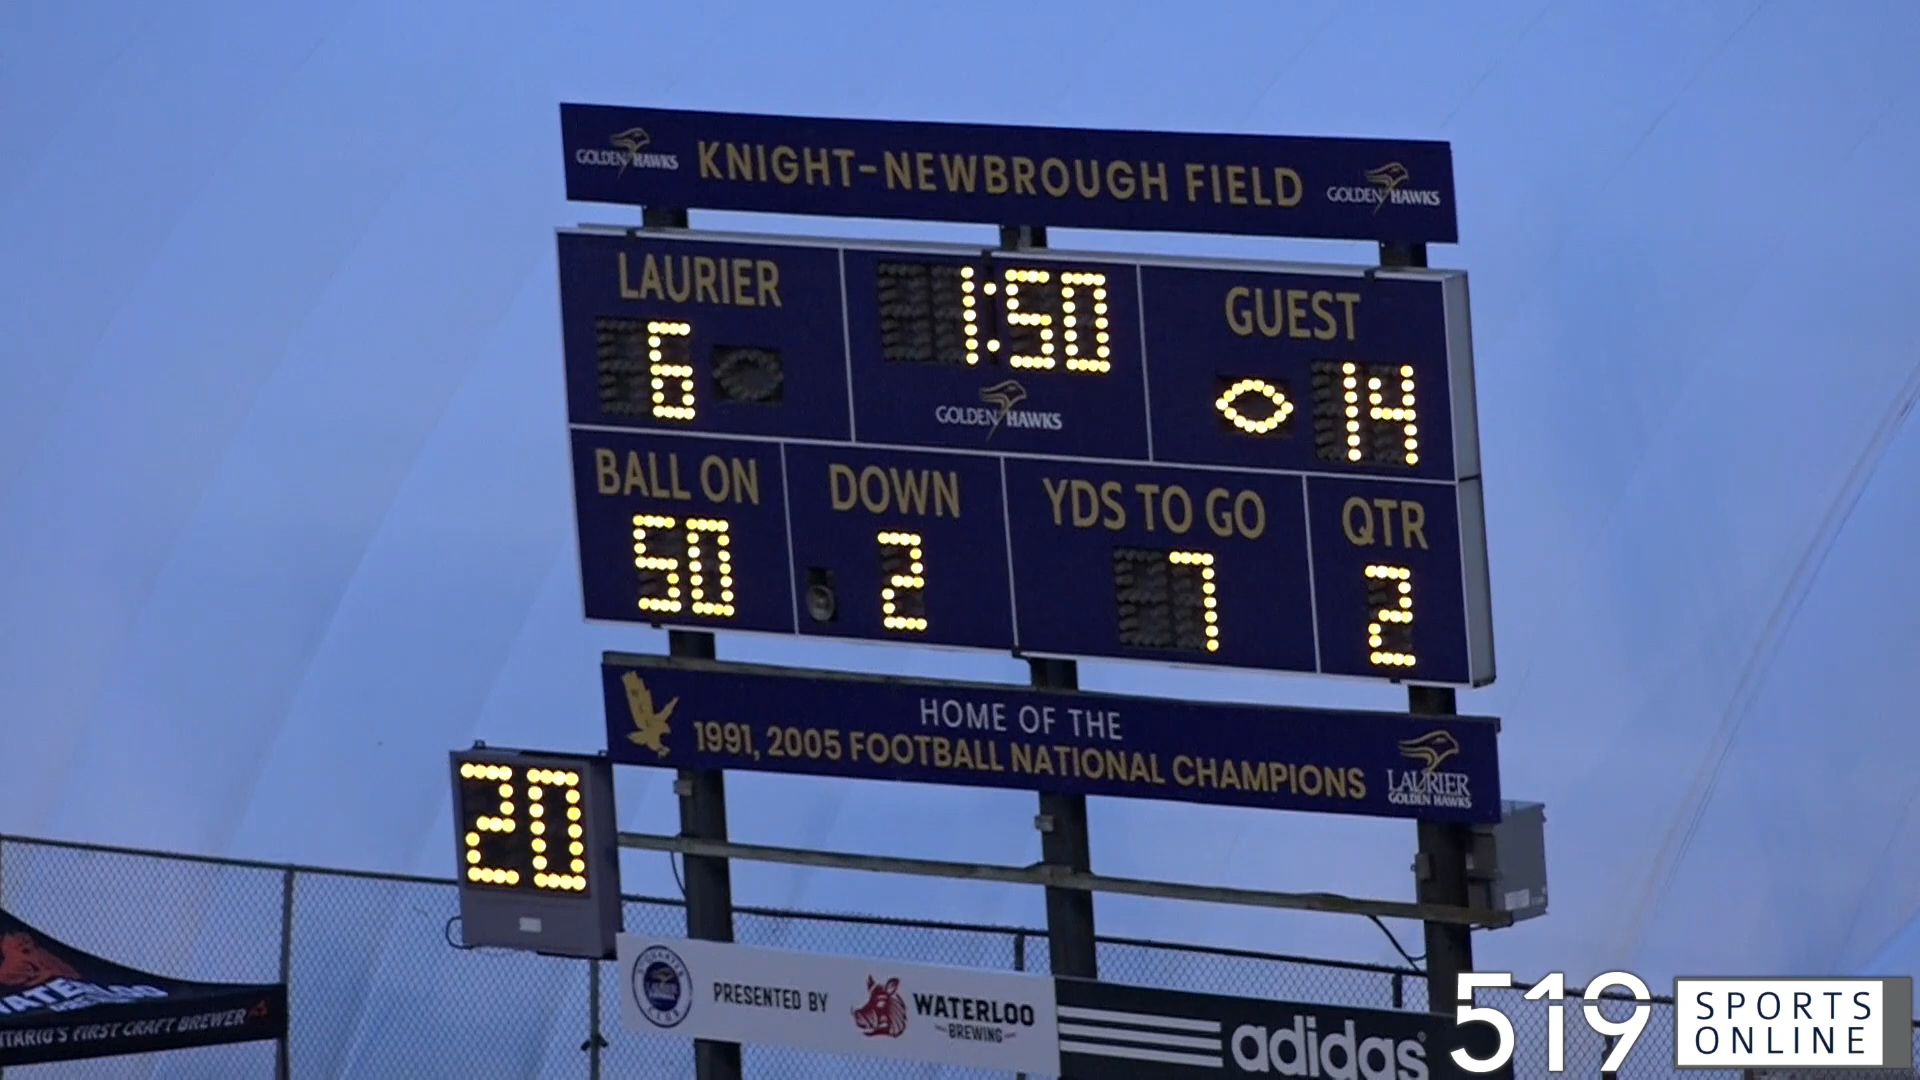 GOLDEN HAWKS
KNIGHT-NEWBROUGH FIELD
GOLDEN HAWKS
LAURIER
1:50
GUEST
6
14
GOLDEN HAWKS
BALL ON
DOWN
YDS TO GO
QTR
50
2
7
2
HOME OF THE
1991, 2005 FOOTBALL NATIONAL CHAMPIONS
LAURIER
GOLDEN HAWKS
20
PRESENTED BY
WATERLOO
BREWING
adidas
ONTARIO'S FIRST CRAFT BREWER
519
SPORTS
ONLINE